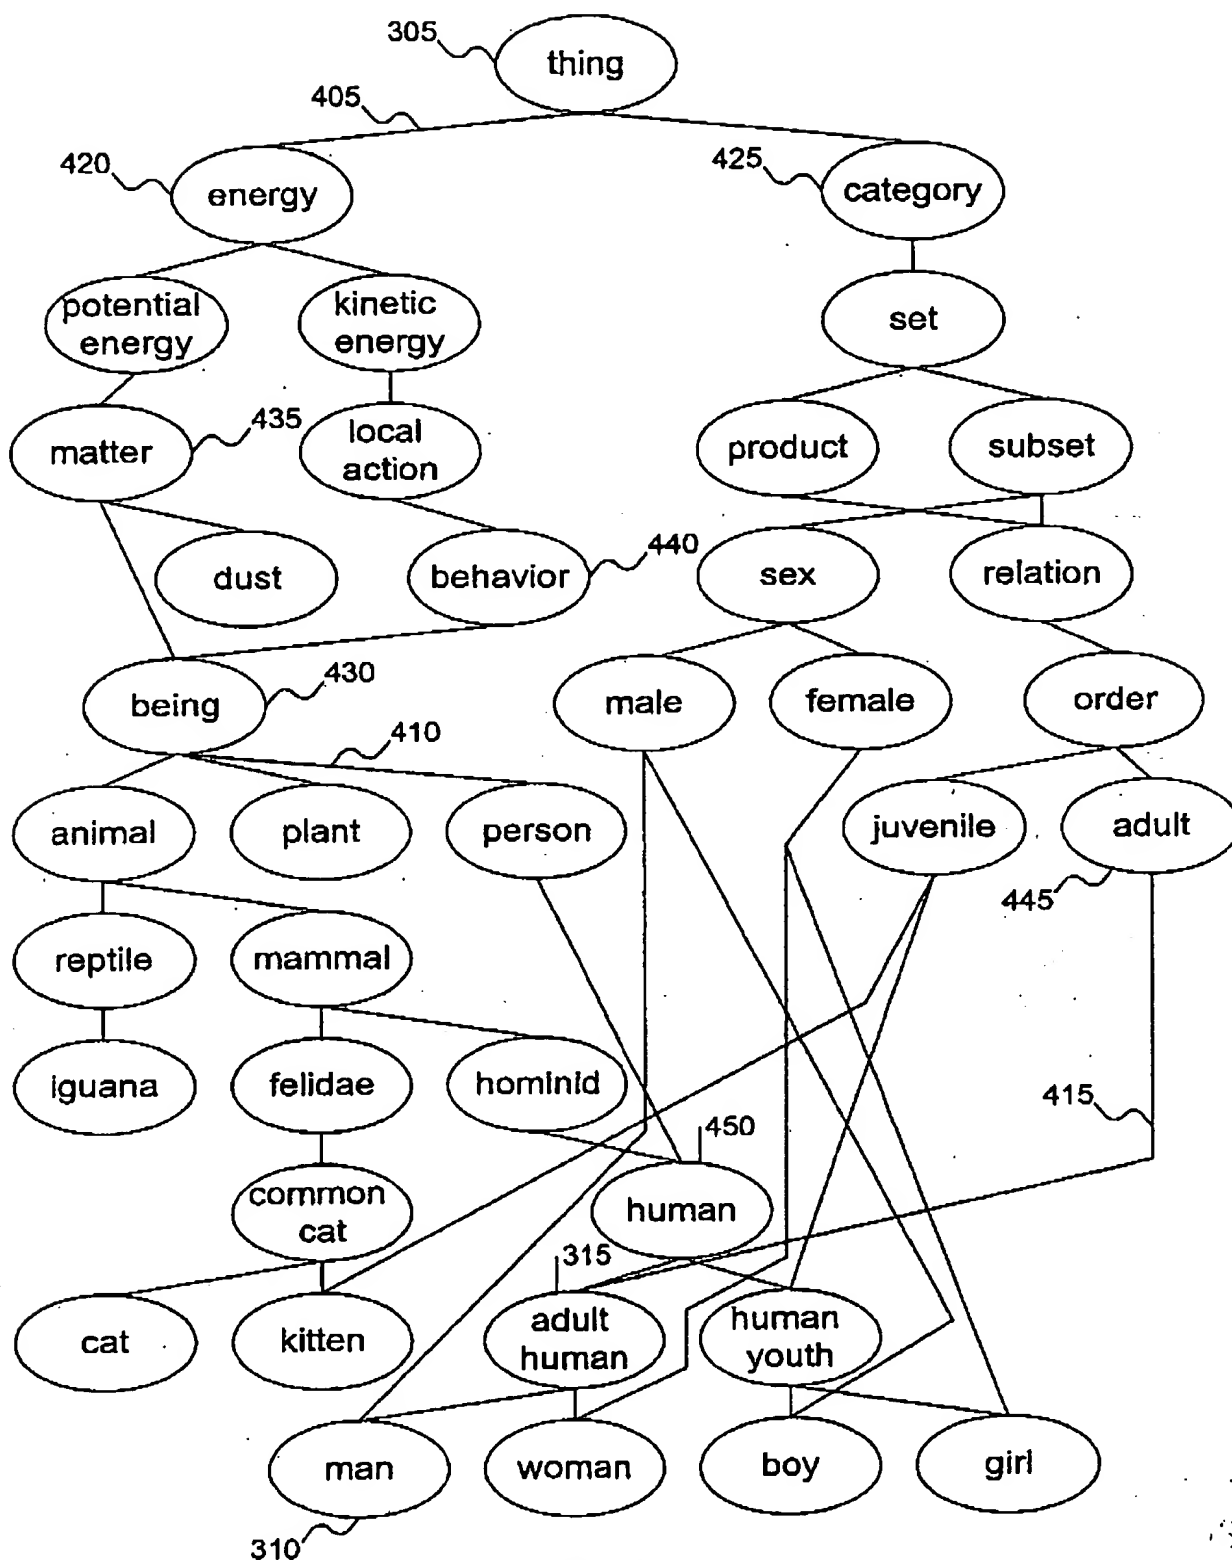 305
thing
405
420
425
energy
category
potential
energy
kinetic
energy
set
matter
435
local
action
product
subset
dust
behavior
440
sex
relation
being
430
male
female
order
410
animal
plant
person
juvenile
adult
445
reptile
mammal
iguana
felidae
hominid
415
450
common
cat
human
315
cat
kitten
adult
human
human
youth
man
woman
boy
girl
310